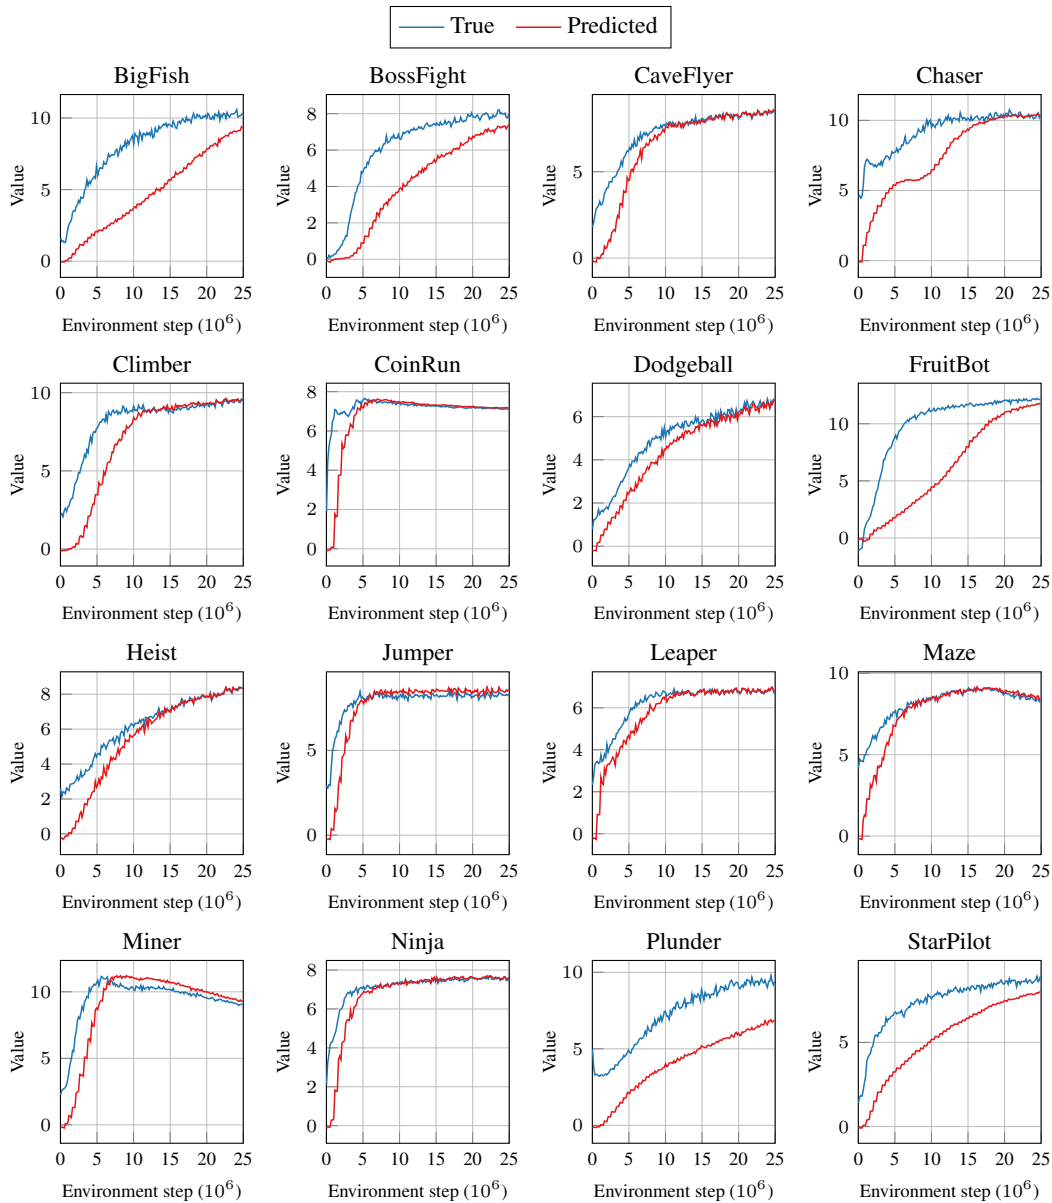 True Predicted
BigFish BossFight CaveFlyer Chaser
Value 0 5 10
0 5 10 15 20 25
Environment step (10^6)
Value 0 2 4 6 8
0 5 10 15 20 25
Environment step (10^6)
Value 0 5
0 5 10 15 20 25
Environment step (10^6)
Value 0 5 10
0 5 10 15 20 25
Environment step (10^6)
Climber CoinRun Dodgeball FruitBot
Value 0 5 10
0 5 10 15 20 25
Environment step (10^6)
Value 0 2 4 6 8
0 5 10 15 20 25
Environment step (10^6)
Value 0 2 4 6
0 5 10 15 20 25
Environment step (10^6)
Value 0 5 10
0 5 10 15 20 25
Environment step (10^6)
Heist Jumper Leaper Maze
Value 0 2 4 6 8
0 5 10 15 20 25
Environment step (10^6)
Value 0 5
0 5 10 15 20 25
Environment step (10^6)
Value 0 2 4 6
0 5 10 15 20 25
Environment step (10^6)
Value 0 5 10
0 5 10 15 20 25
Environment step (10^6)
Miner Ninja Plunder StarPilot
Value 0 5 10
0 5 10 15 20 25
Environment step (10^6)
Value 0 2 4 6 8
0 5 10 15 20 25
Environment step (10^6)
Value 0 5 10
0 5 10 15 20 25
Environment step (10^6)
Value 0 5
0 5 10 15 20 25
Environment step (10^6)